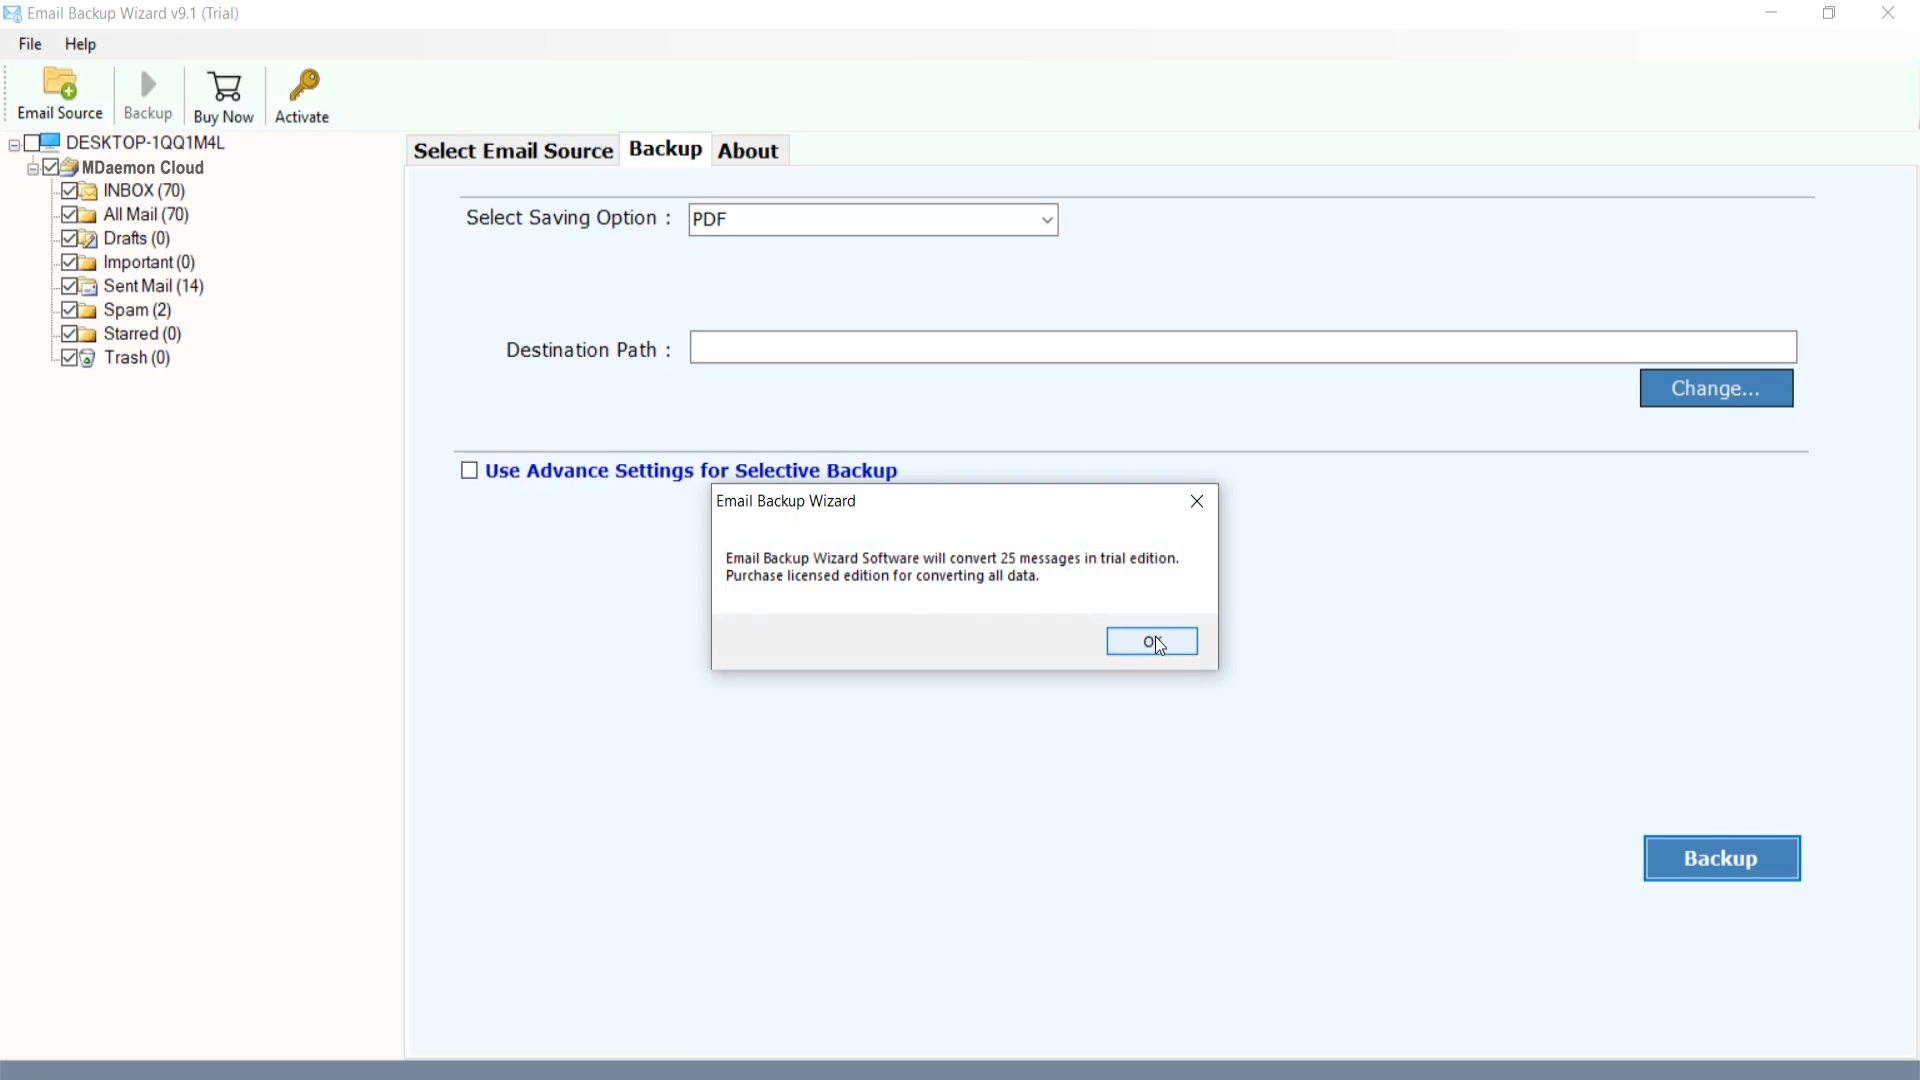 Email Backup Wizard v9.1 (Trial)
File Help
Email Source Backup Buy Now Activate
DESKTOP-1QQ1M4L
MDaemon Cloud
INBOX (70)
All Mail (70)
Drafts (0)
Important (0)
Sent Mail (14)
Spam (2)
Starred (0)
Trash (0)
Select Email Source Backup About
Select Saving Option : PDF
Destination Path :
Change...
Use Advance Settings for Selective Backup
Email Backup Wizard
Email Backup Wizard Software will convert 25 messages in trial edition.
Purchase licensed edition for converting all data.
OK
Backup